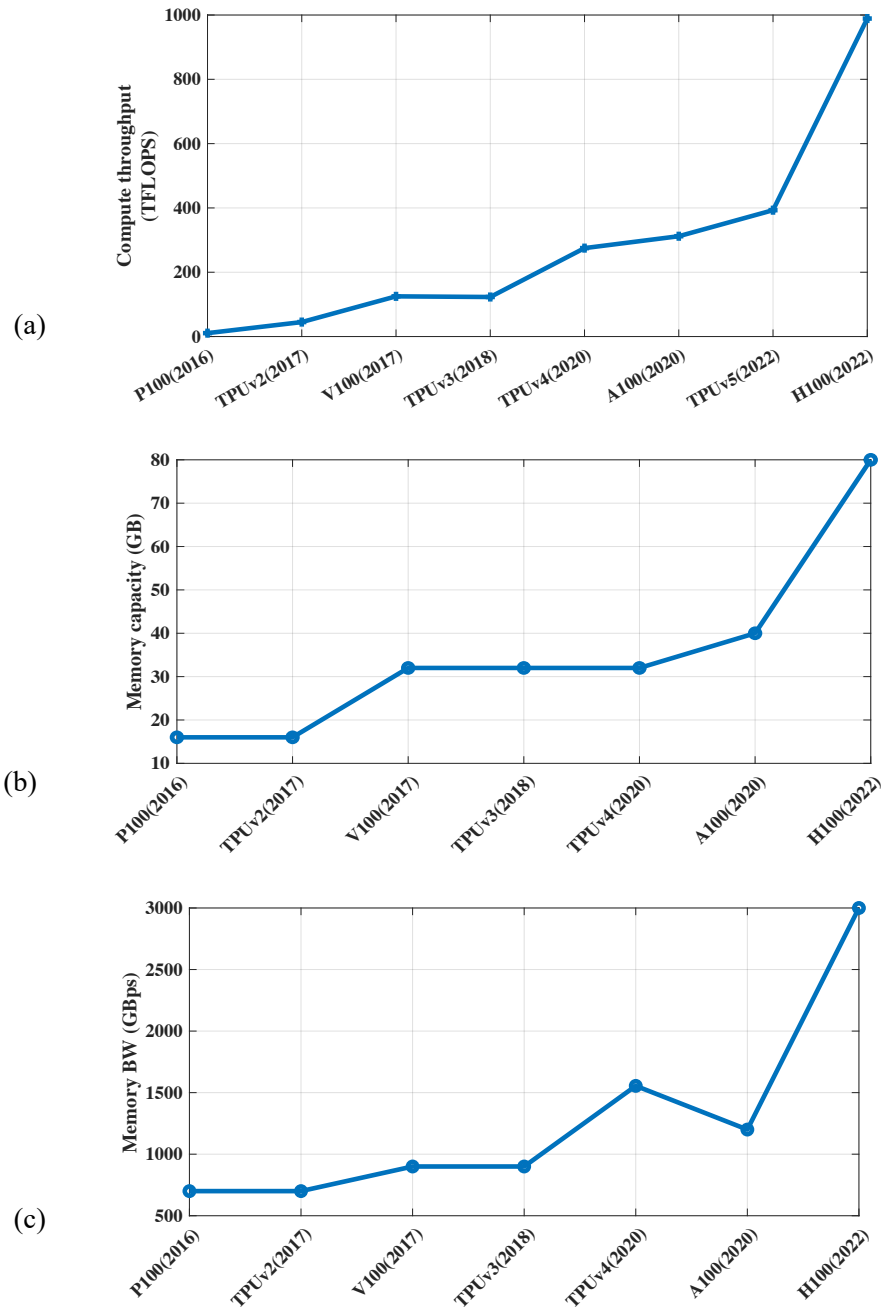 (a)
Compute throughput
(TFLOPS)
1000
800
600
400
200
0
P100(2016)
TPUv2(2017)
V100(2017)
TPUv3(2018)
TPUv4(2020)
A100(2020)
TPUv5(2022)
H100(2022)
(b)
Memory capacity (GB)
80
70
60
50
40
30
20
10
P100(2016)
TPUv2(2017)
V100(2017)
TPUv3(2018)
TPUv4(2020)
A100(2020)
H100(2022)
(c)
Memory BW (GBps)
3000
2500
2000
1500
1000
500
P100(2016)
TPUv2(2017)
V100(2017)
TPUv3(2018)
TPUv4(2020)
A100(2020)
H100(2022)